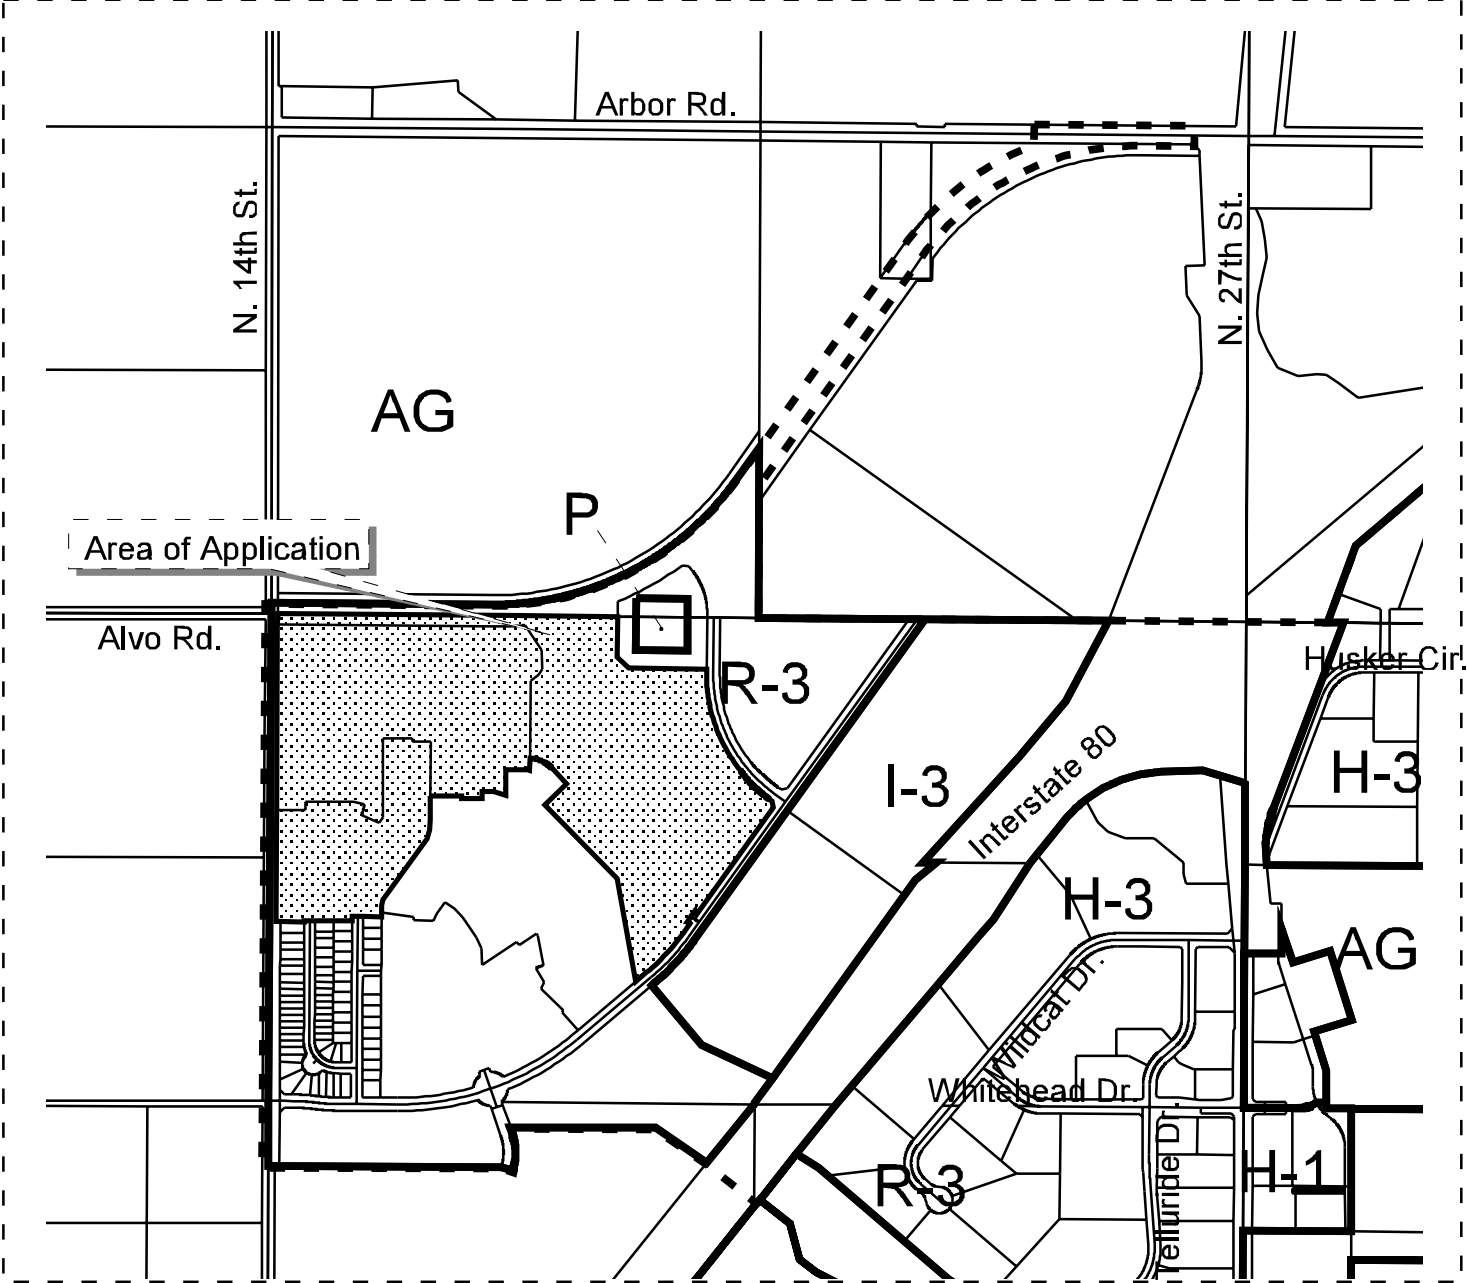 Arbor Rd.
N. 14th St.
N. 27th St.
AG
P
Area of Application
Alvo Rd.
Husker Cir.
R-3
I-3
Interstate 80
H-3
H-3
AG
Wildcat Dr.
Whitehead Dr.
elluride Dr.
R-3
H-1